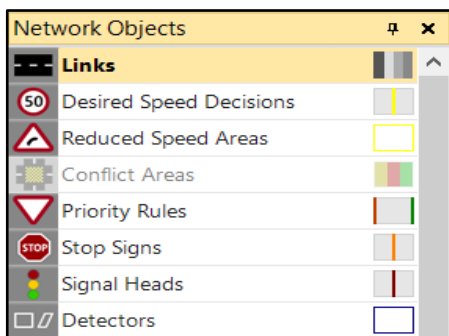 Network Objects
Links
50 Desired Speed Decisions
Reduced Speed Areas
Conflict Areas
Priority Rules
STOP Stop Signs
Signal Heads
Detectors